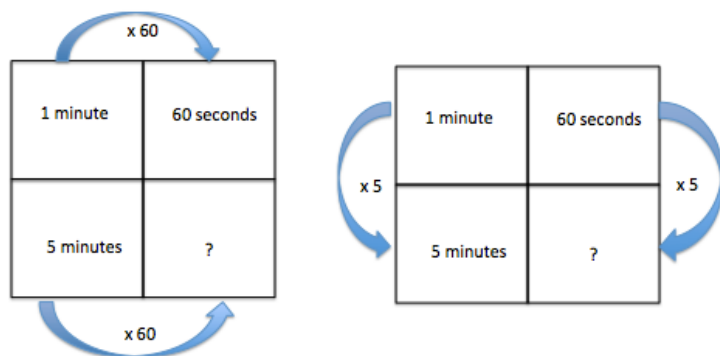 x 60
1 minute
60 seconds
5 minutes
?
x 60
1 minute
60 seconds
x 5
x 5
5 minutes
?